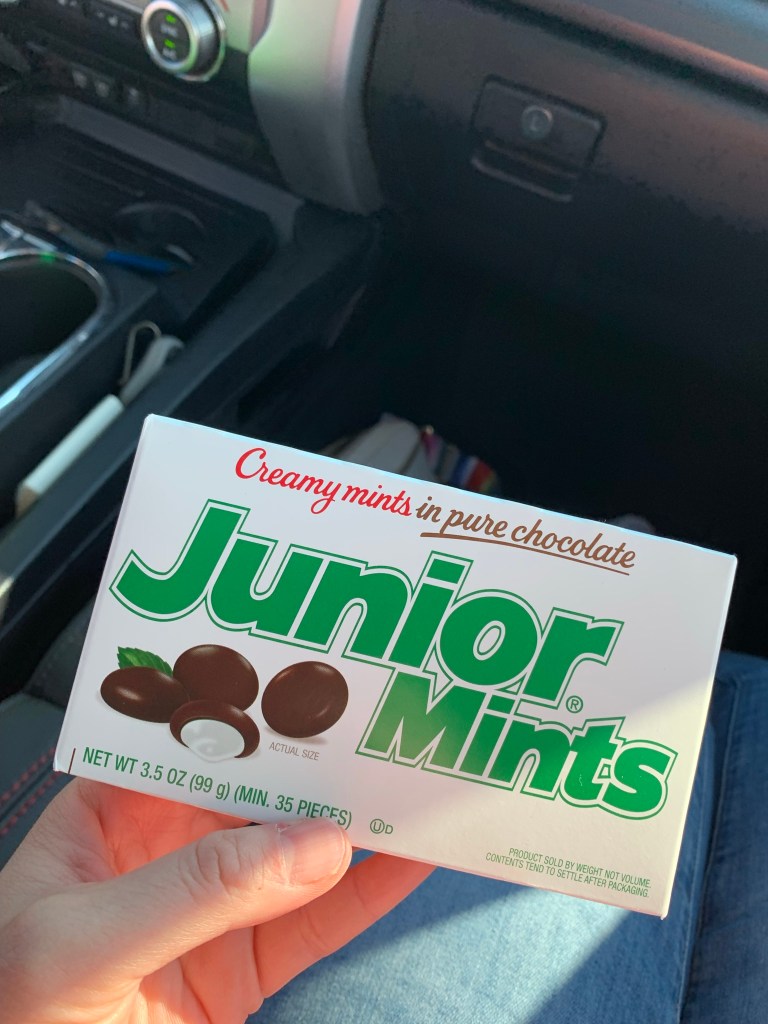 Creamy mints in pure chocolate
Junior
Mints®
ACTUAL SIZE
NET WT 3.5 OZ (99 g) (MIN. 35 PIECES)
UD
PRODUCT SOLD BY WEIGHT NOT VOLUME.
CONTENTS TEND TO SETTLE AFTER PACKAGING.